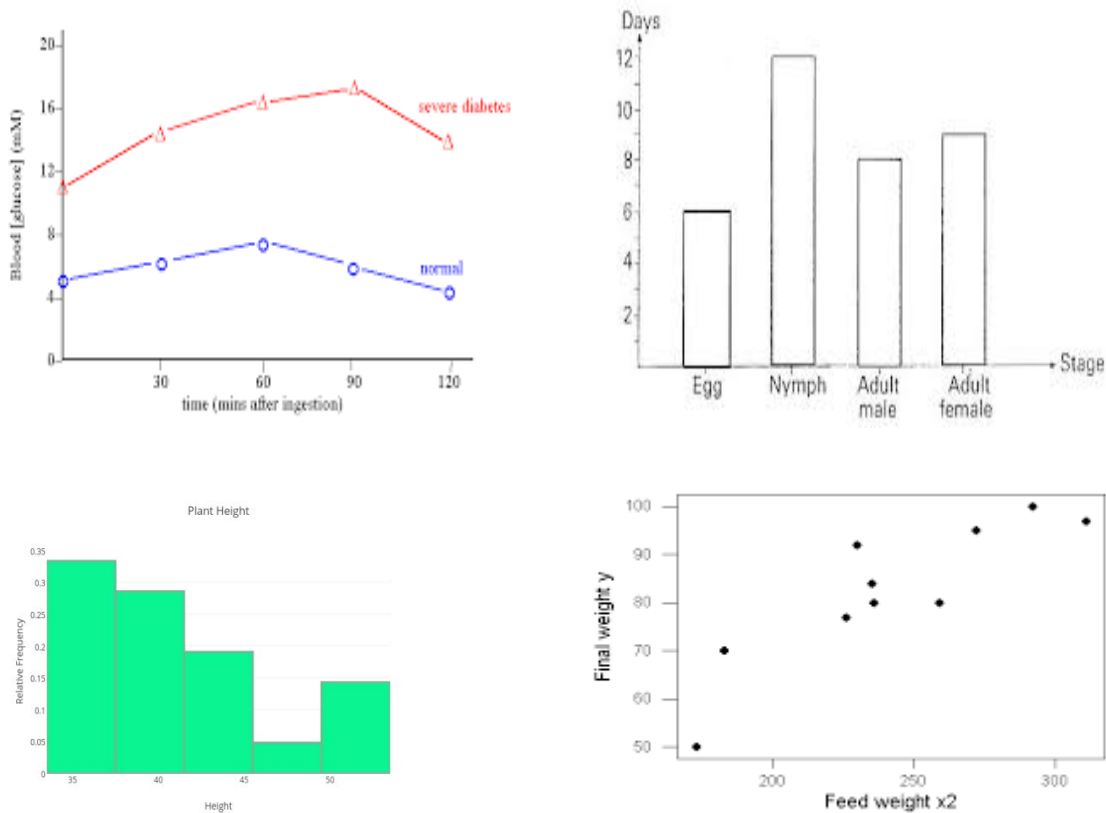 20
16
12
8
4
0
Blood [glucose] (mM)
severe diabetes
normal
30 60 90 120
time (mins after ingestion)
Days
12
10
8
6
4
2
Stage
Egg Nymph Adult male Adult female
Plant Height
0.35
0.3
0.25
0.2
0.15
0.1
0.05
0
Relative Frequency
35 40 45 50
Height
100
90
80
70
60
50
Final weight y
200 250 300
Feed weight x2